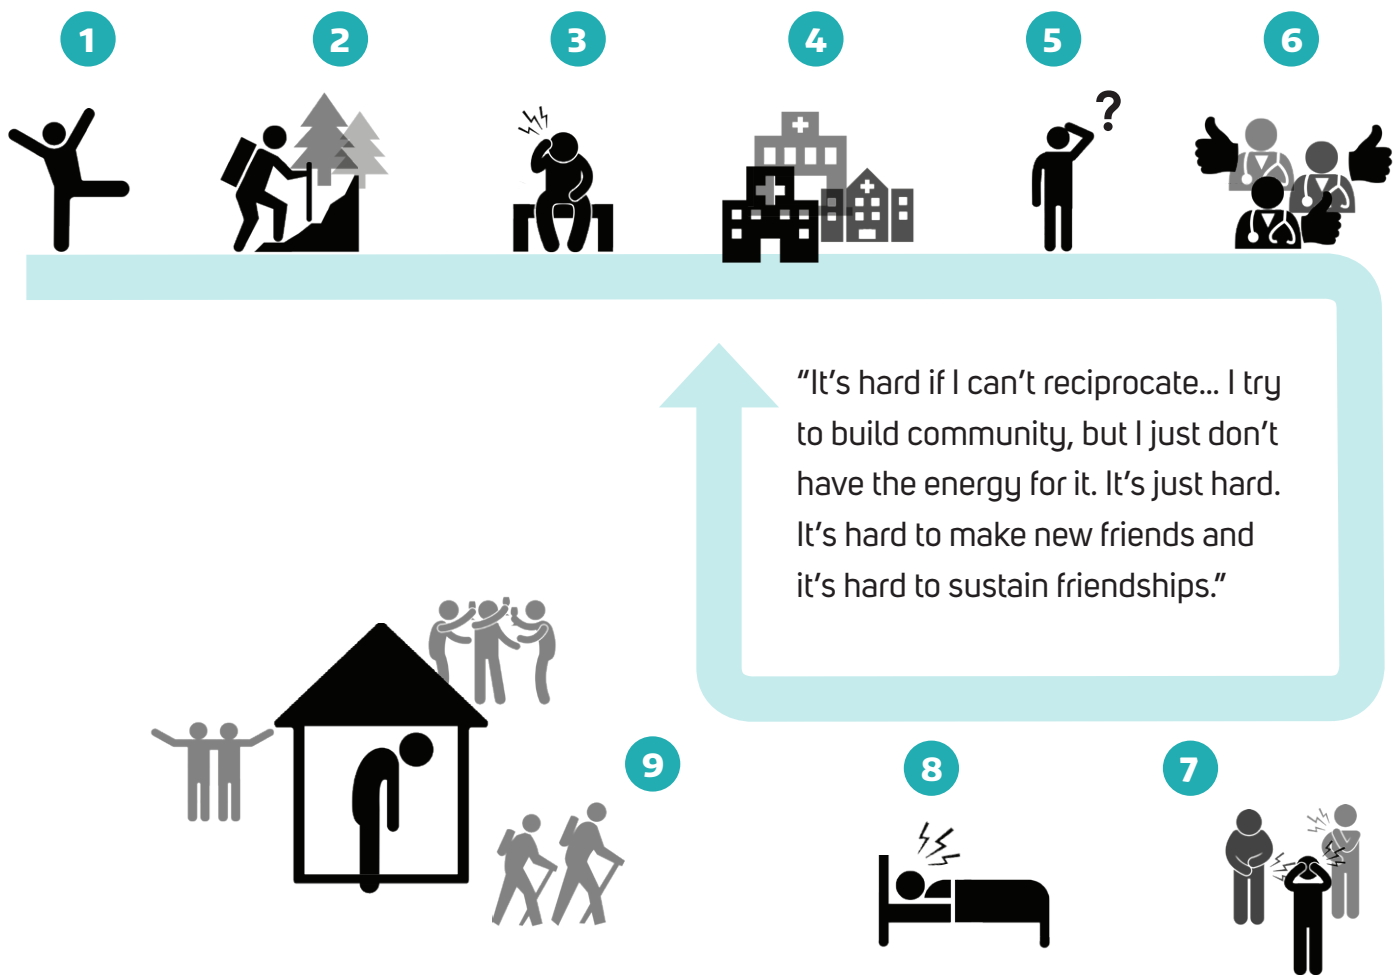 1
2
3
4
5
6
?
“It’s hard if I can’t reciprocate... I try
to build community, but I just don’t
have the energy for it. It’s just hard.
It’s hard to make new friends and
it’s hard to sustain friendships.”
9
8
7